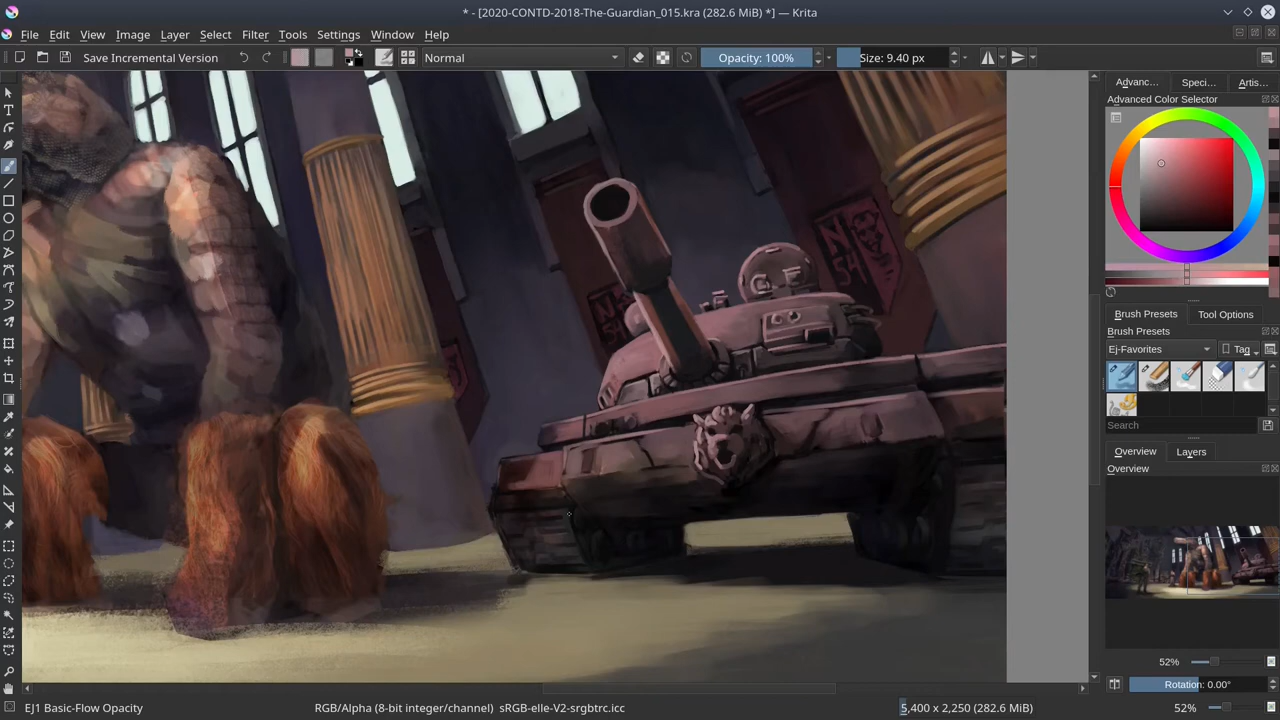 * - [2020-CONTD-2018-The-Guardian_015.kra (282.6 MiB) *] — Krita
File Edit View Image Layer Select Filter Tools Settings Window Help
Save Incremental Version Normal Opacity: 100% Size: 9.40 px
Advanc... Speci... Artis...
Advanced Color Selector
Brush Presets Tool Options
Brush Presets
Ej-Favorites Tag
Search
Overview Layers
Overview
52%
Rotation: 0.00°
EJ1 Basic-Flow Opacity RGB/Alpha (8-bit integer/channel) sRGB-elle-V2-srgbtrc.icc 5,400 x 2,250 (282.6 MiB) 52%